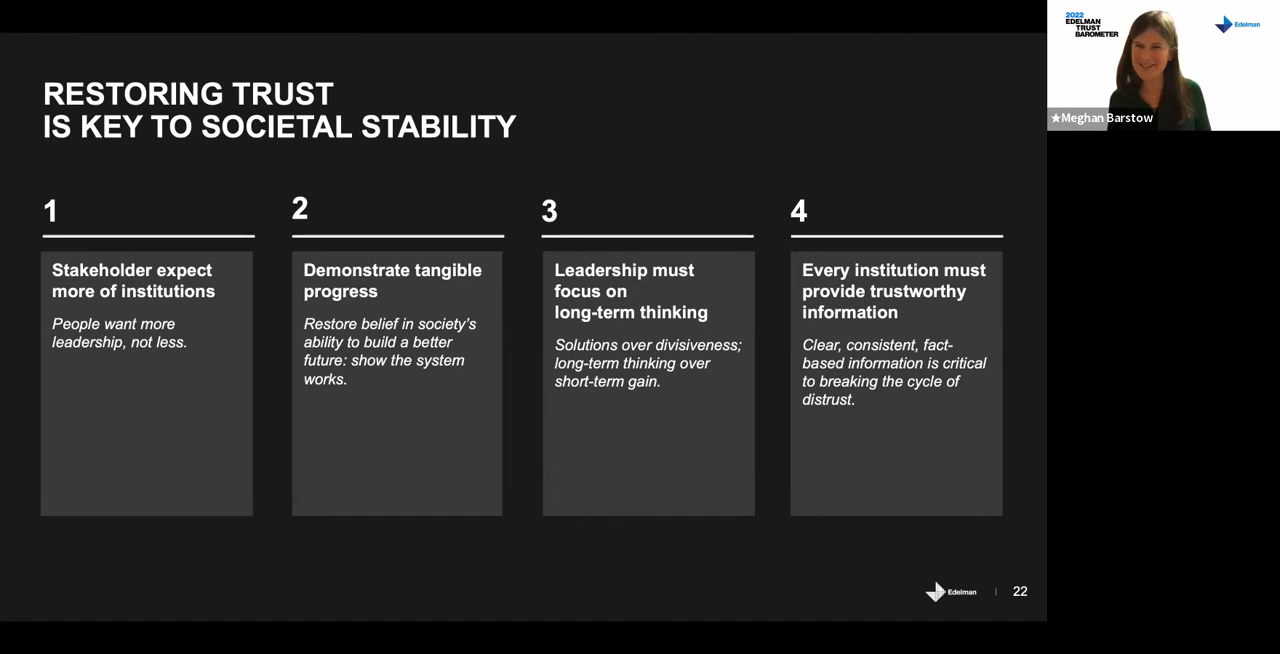 RESTORING TRUST
IS KEY TO SOCIETAL STABILITY
1
Stakeholder expect
more of institutions
People want more
leadership, not less.
2
Demonstrate tangible
progress
Restore belief in society’s
ability to build a better
future: show the system
works.
3
Leadership must
focus on
long-term thinking
Solutions over divisiveness;
long-term thinking over
short-term gain.
4
Every institution must
provide trustworthy
information
Clear, consistent, fact-
based information is critical
to breaking the cycle of
distrust.
Edelman | 22
2022
EDELMAN
TRUST
BAROMETER
Edelman
★Meghan Barstow